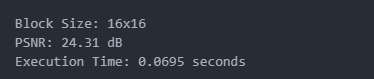 Block Size: 16x16
PSNR: 24.31 dB
Execution Time: 0.0695 seconds